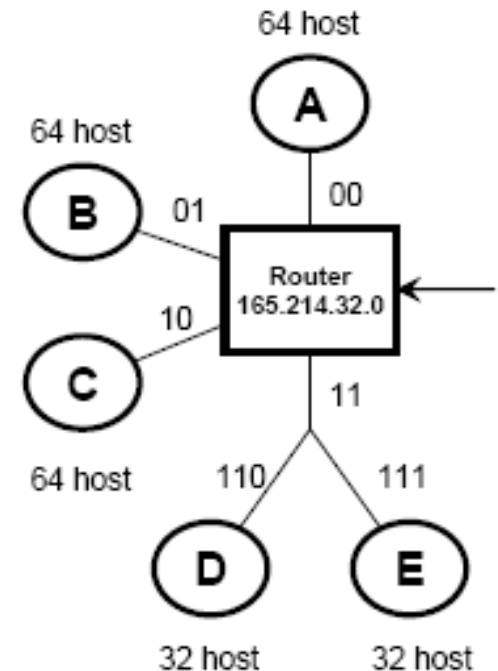 64 host
A
64 host
B
01
00
Router
165.214.32.0
10
C
11
64 host
110
111
D
E
32 host
32 host